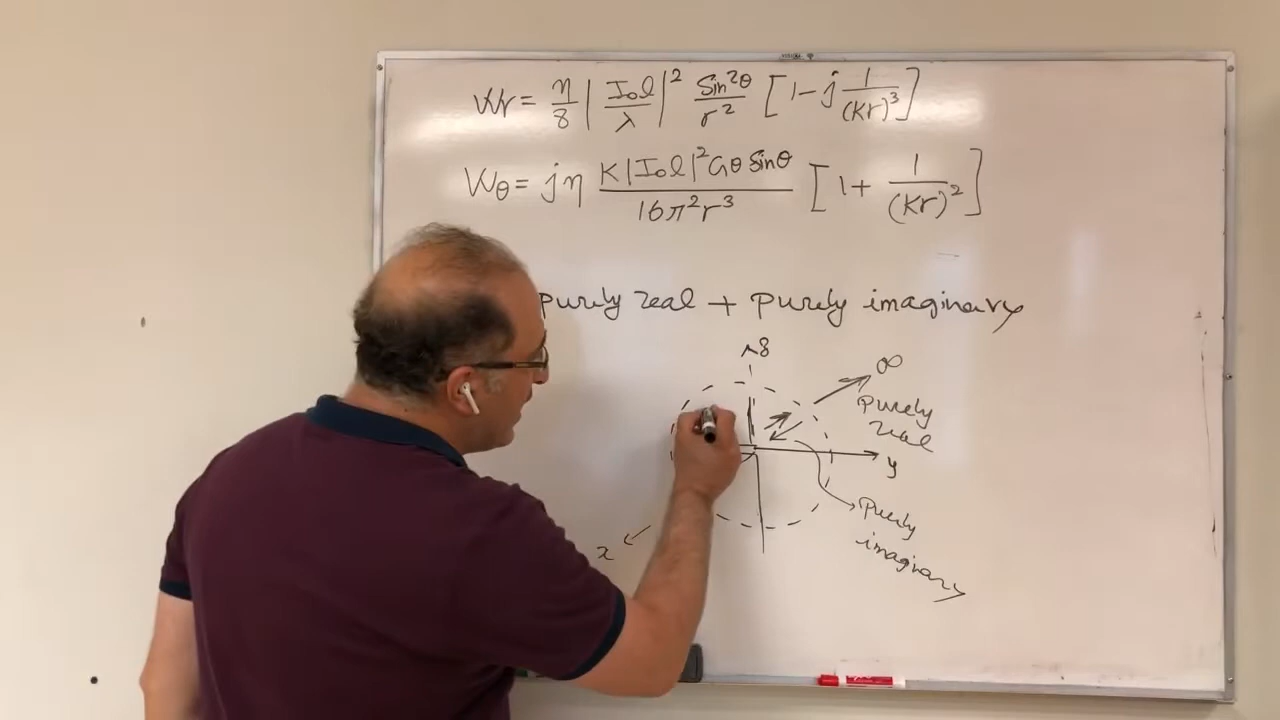 Wr = η/8 |I₀l/λ|² Sin²θ/r² [1 - j 1/(Kr)³]
Wθ = jη K|I₀l|² Cosθ Sinθ/16π²r³ [1 + 1/(Kr)²]
purely real + purely imaginary
z
∞
purely
real
y
purely
imaginary
x